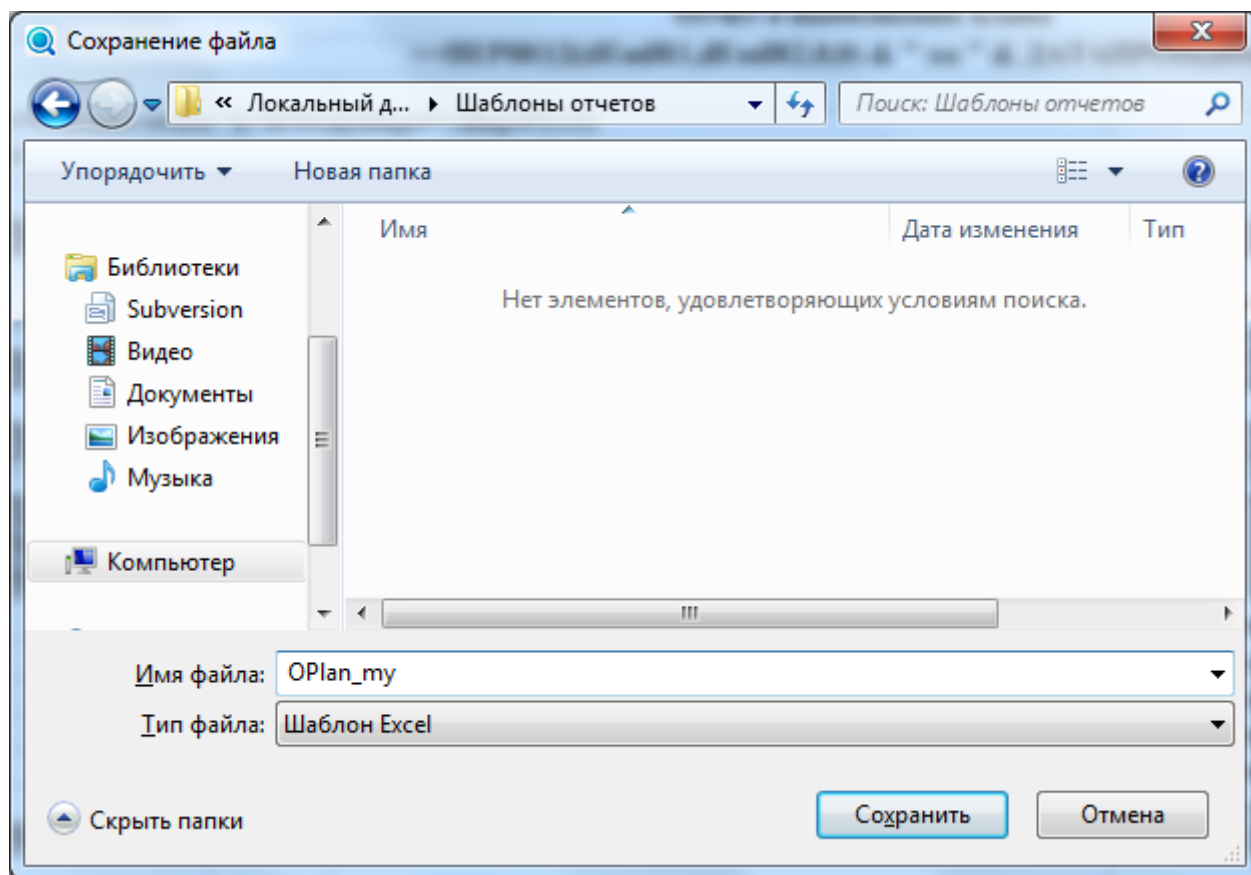 Сохранение файла
« Локальный д... Шаблоны отчетов
Поиск: Шаблоны отчетов
Упорядочить
Новая папка
Имя
Дата изменения
Тип
Библиотеки
Subversion
Видео
Документы
Изображения
Музыка
Компьютер
Нет элементов, удовлетворяющих условиям поиска.
Имя файла: OPlan_my
Тип файла: Шаблон Excel
Скрыть папки
Сохранить
Отмена